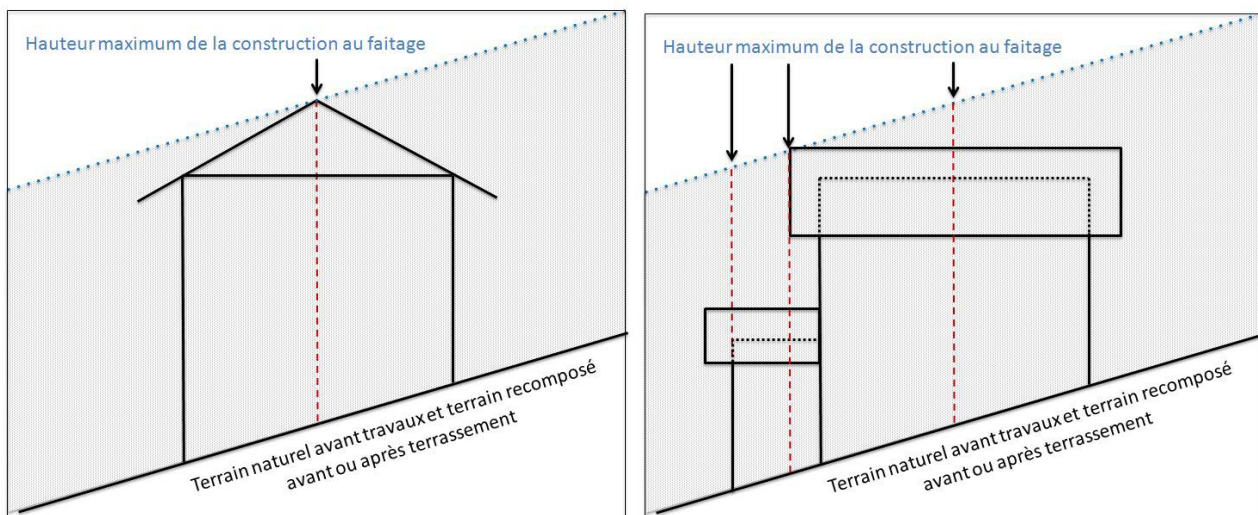 Hauteur maximum de la construction au faitage
Terrain naturel avant travaux et terrain recomposé
avant ou après terrassement
Hauteur maximum de la construction au faitage
Terrain naturel avant travaux et terrain recomposé
avant ou après terrassement